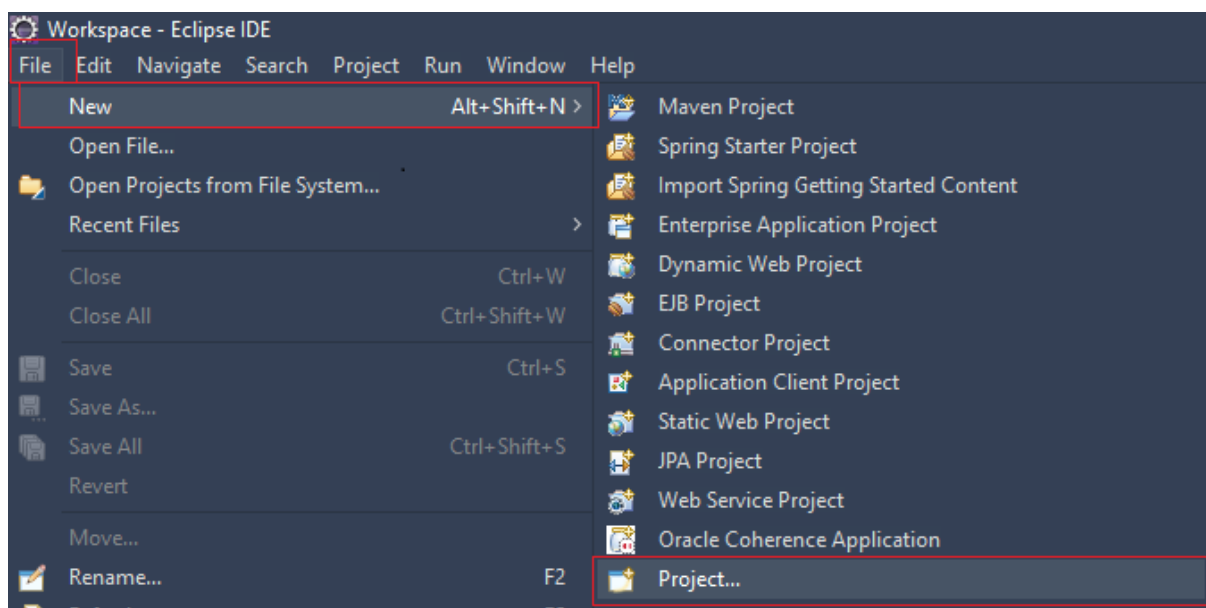 Workspace - Eclipse IDE
File Edit Navigate Search Project Run Window Help
New Alt+Shift+N >
Open File...
Open Projects from File System...
Recent Files >
Close Ctrl+W
Close All Ctrl+Shift+W
Save Ctrl+S
Save As...
Save All Ctrl+Shift+S
Revert
Move...
Rename... F2
Maven Project
Spring Starter Project
Import Spring Getting Started Content
Enterprise Application Project
Dynamic Web Project
EJB Project
Connector Project
Application Client Project
Static Web Project
JPA Project
Web Service Project
Oracle Coherence Application
Project...